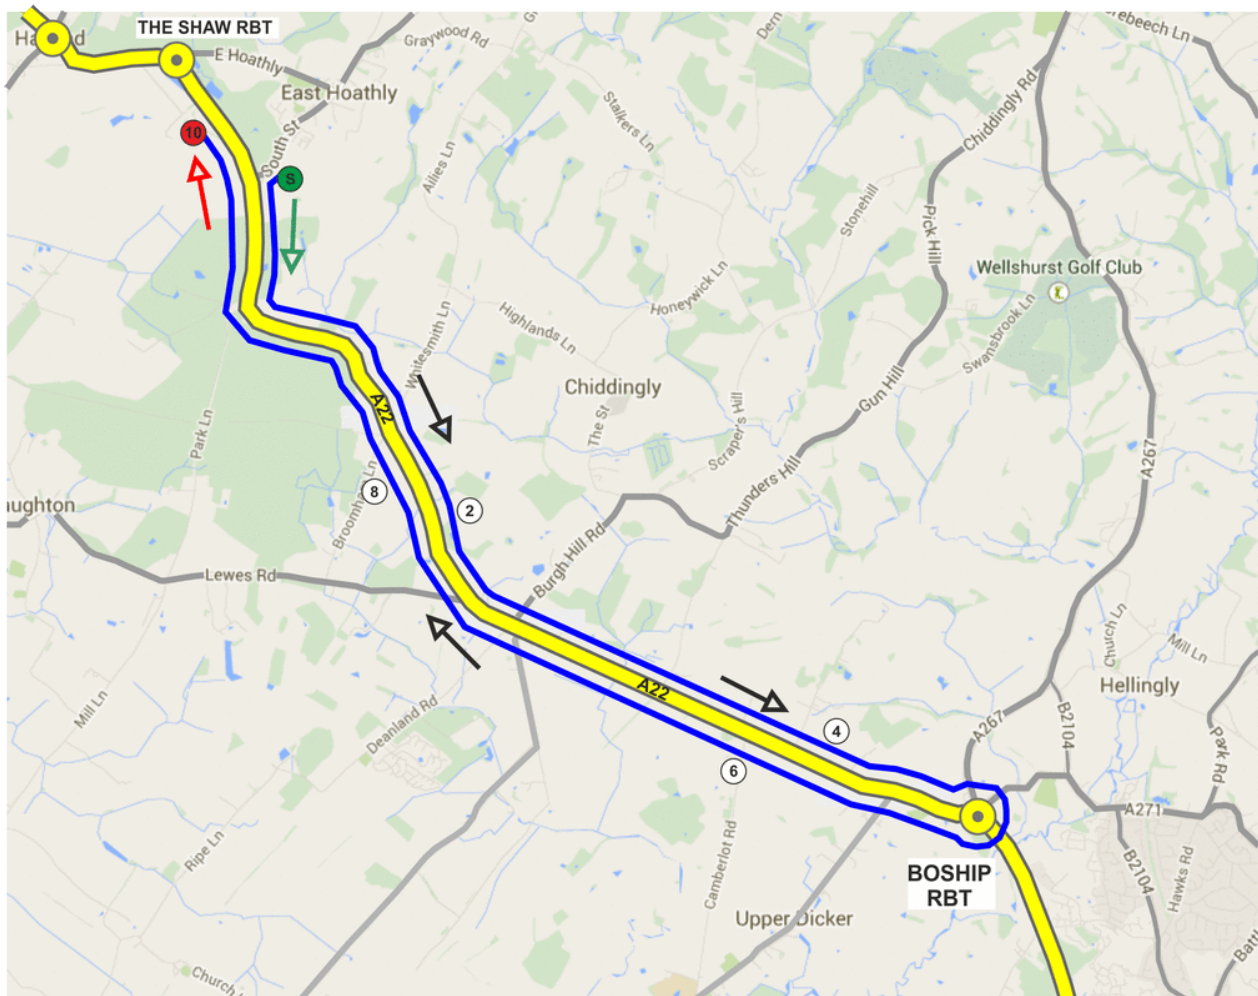 THE SHAW RBT
Graywood Rd
E Hoathly
East Hoathly
Stalkers Ln
Chiddingly Rd
10
South St
S
Ailies Ln
Stonehill
Pick Hill
Wellshurst Golf Club
Honeywick Ln
Whitesmith Ln
Highlands Ln
Swansbrook Ln
Chiddingly
Gun Hill
A22
The St
Scraper's Hill
Park Ln
A267
Thunders Hill
8
2
aughton
Burgh Hill Rd
Lewes Rd
Church Ln
Mill Ln
A22
Hellingly
Mill Ln
Deanland Rd
B2104
A267
4
6
Park Rd
A271
Ripe Ln
Camberlot Rd
BOSHIP
RBT
B2104
Hawks Rd
Upper Dicker
Church